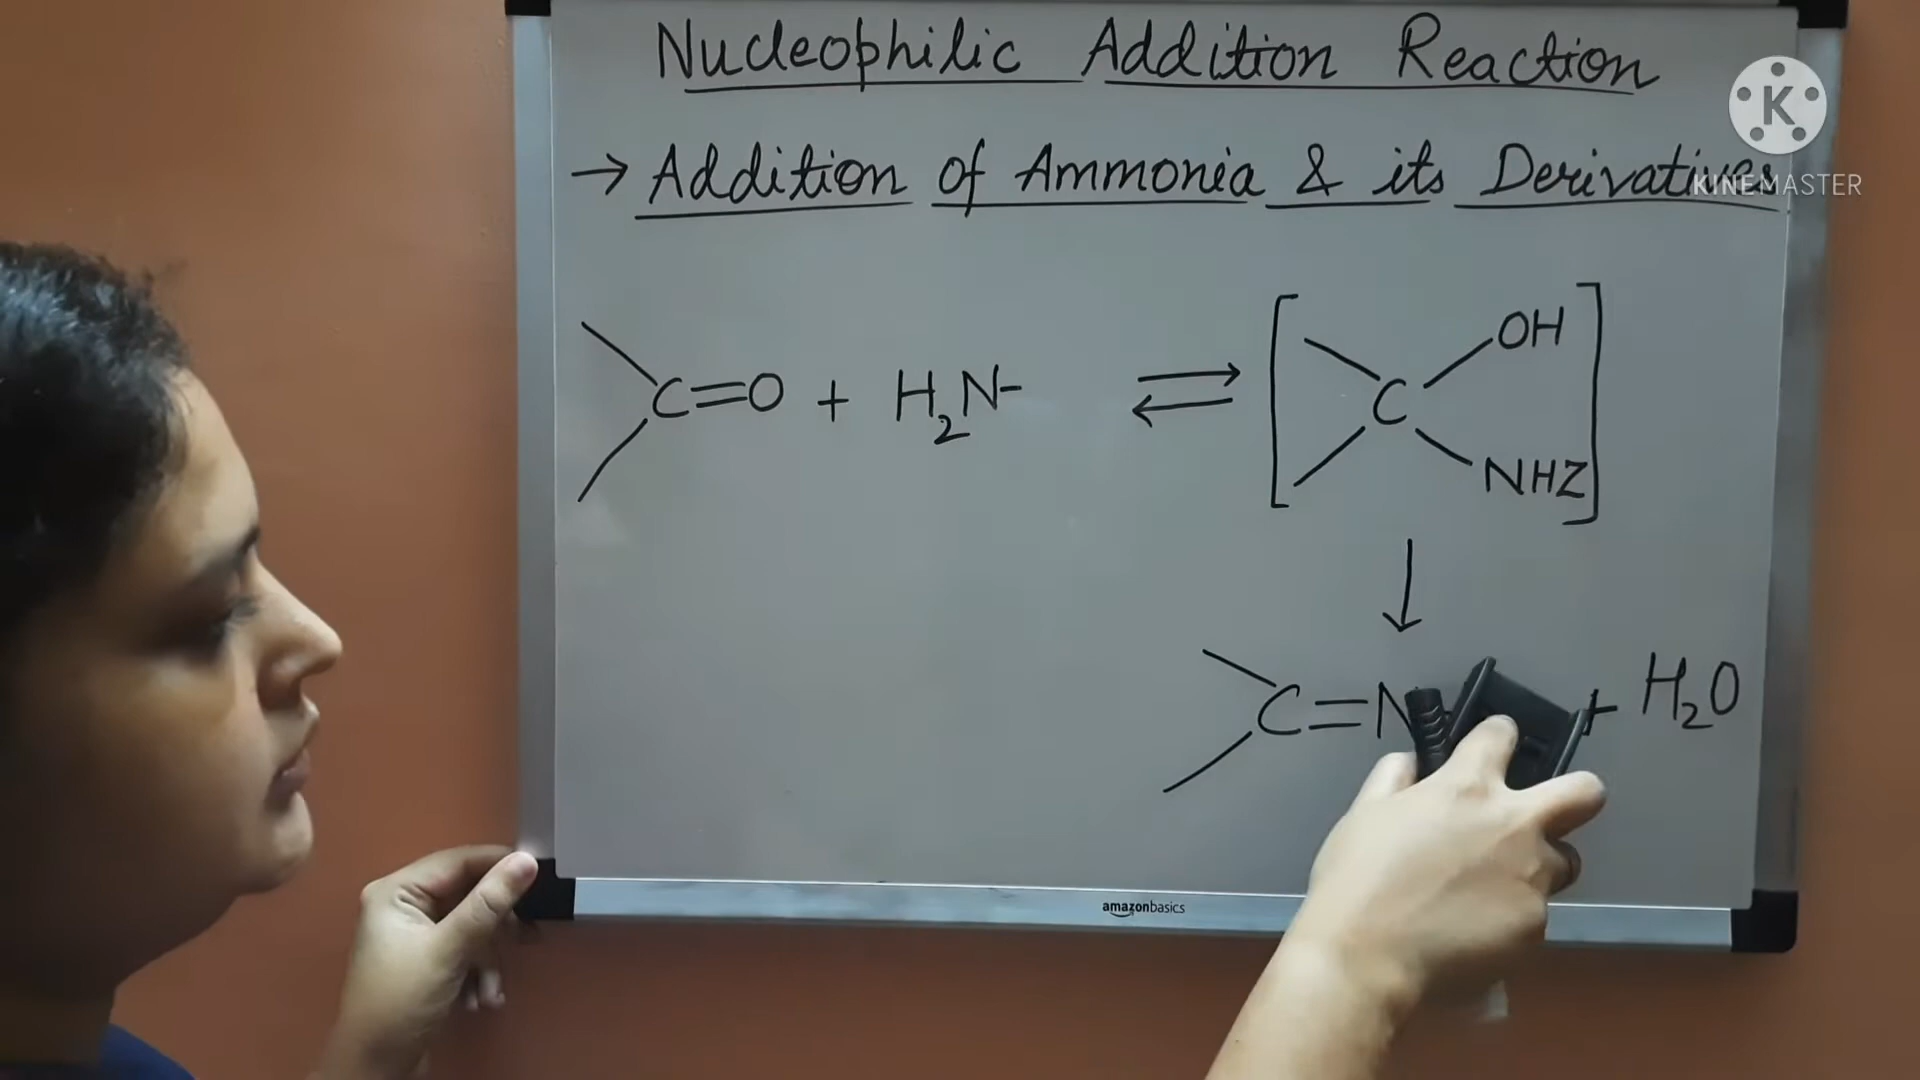 Nucleophilic Addition Reaction
→ Addition of Ammonia & its Derivatives
K
KINEMASTER
C=O + H₂N-
⇌
[ C OH NHZ ]
↓
C=N + H₂O
amazonbasics